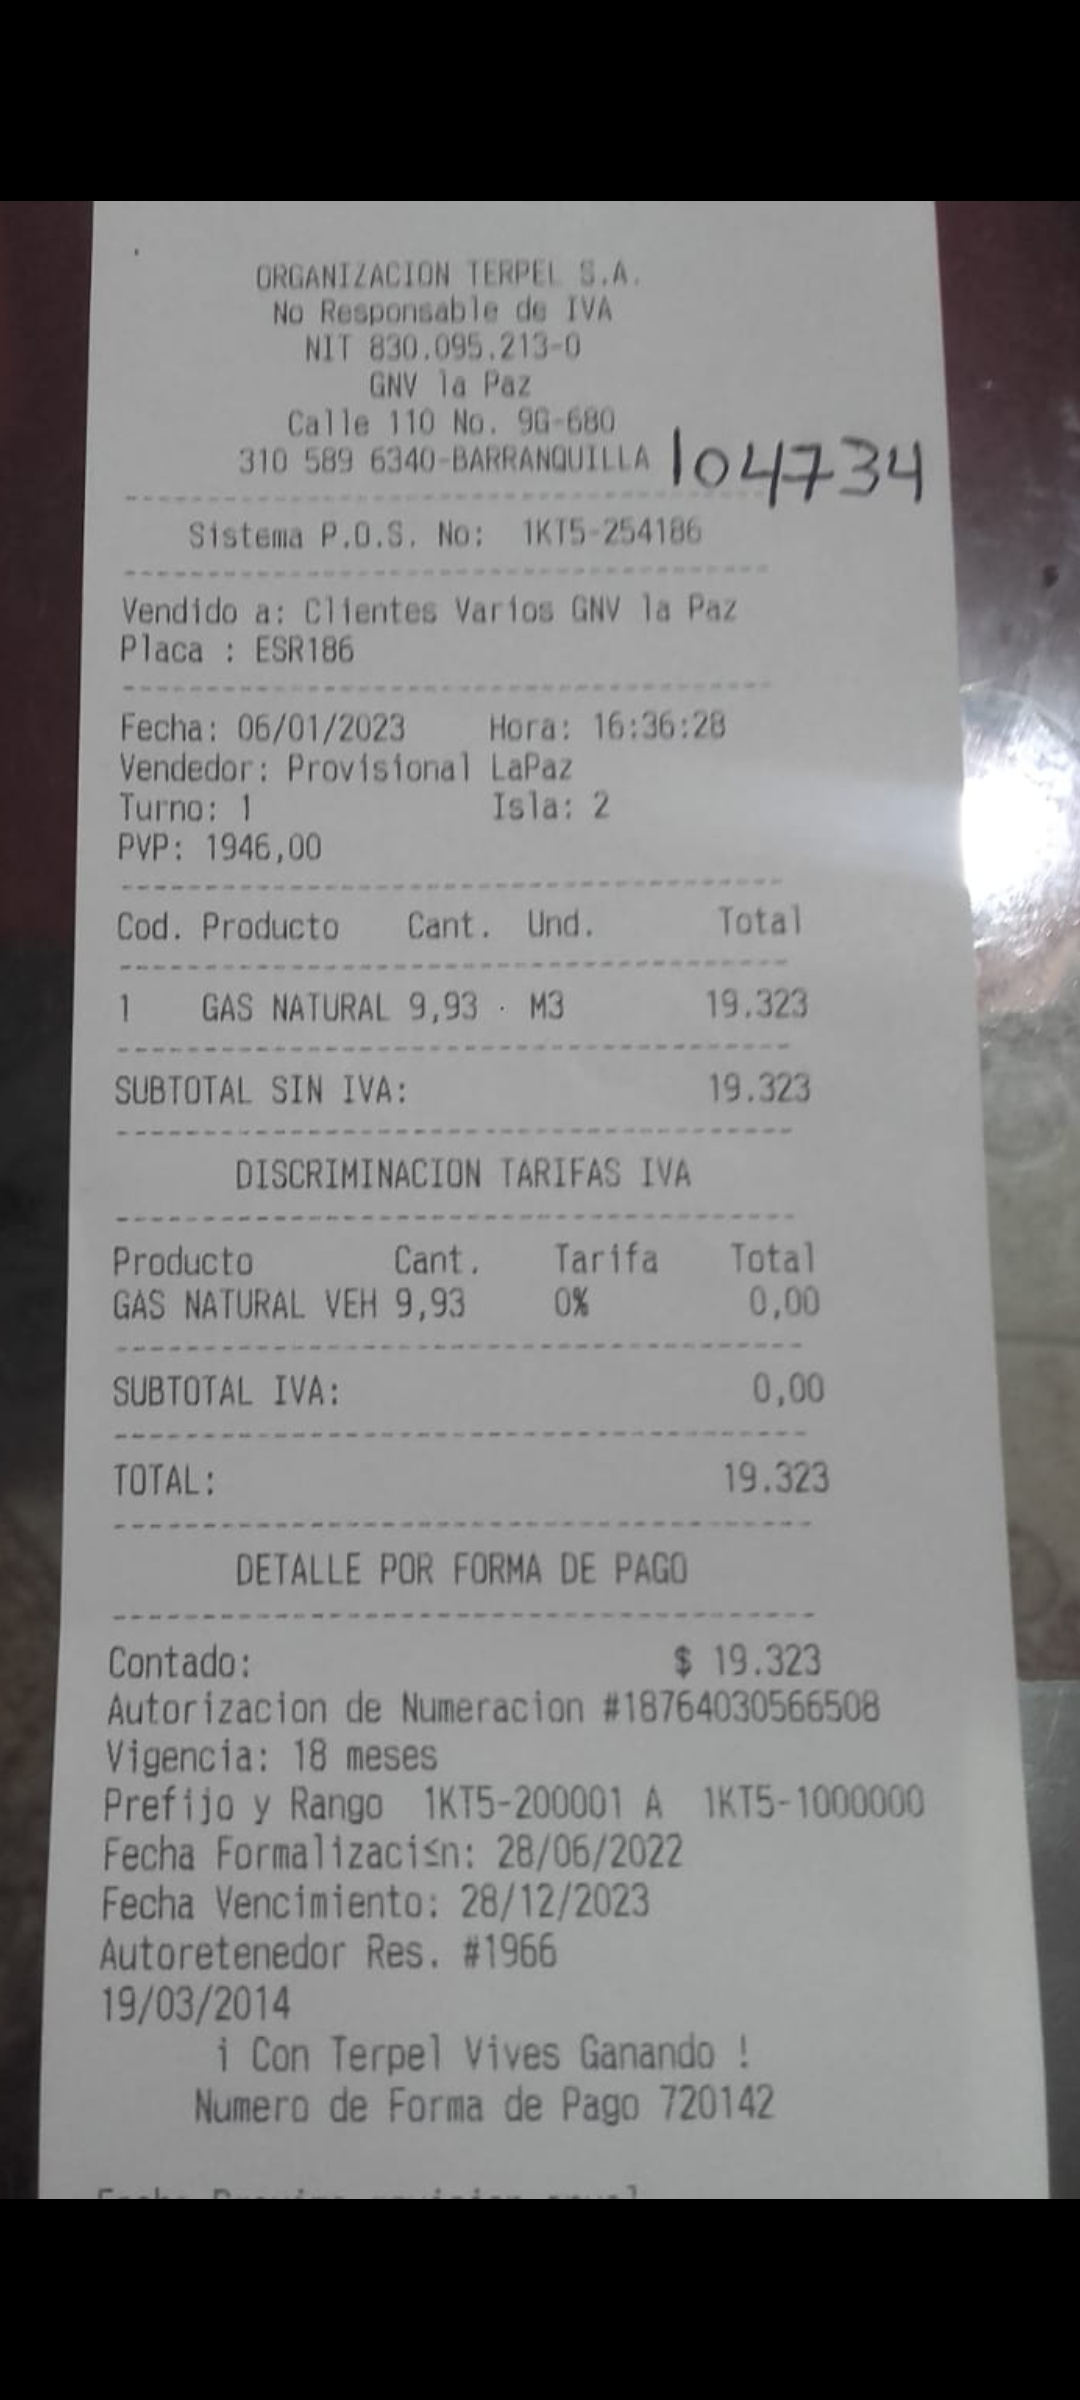 ORGANIZACION TERPEL S.A.
No Responsable de IVA
NIT 830.095.213-0
GNV la Paz
Calle 110 No. 9G-680
310 589 6340-BARRANQUILLA 104734
Sistema P.O.S. No: 1KT5-254186
Vendido a: Clientes Varios GNV la Paz
Placa : ESR186
Fecha: 06/01/2023 Hora: 16:36:28
Vendedor: Provisional LaPaz
Turno: 1 Isla: 2
PVP: 1946,00
Cod. Producto Cant. Und. Total
1 GAS NATURAL 9,93 M3 19.323
SUBTOTAL SIN IVA: 19.323
DISCRIMINACION TARIFAS IVA
Producto Cant. Tarifa Total
GAS NATURAL VEH 9,93 0% 0,00
SUBTOTAL IVA: 0,00
TOTAL: 19.323
DETALLE POR FORMA DE PAGO
Contado: $ 19.323
Autorizacion de Numeracion #18764030566508
Vigencia: 18 meses
Prefijo y Rango 1KT5-200001 A 1KT5-1000000
Fecha Formalizaci≤n: 28/06/2022
Fecha Vencimiento: 28/12/2023
Autoretenedor Res. #1966
19/03/2014
¡ Con Terpel Vives Ganando !
Numero de Forma de Pago 720142